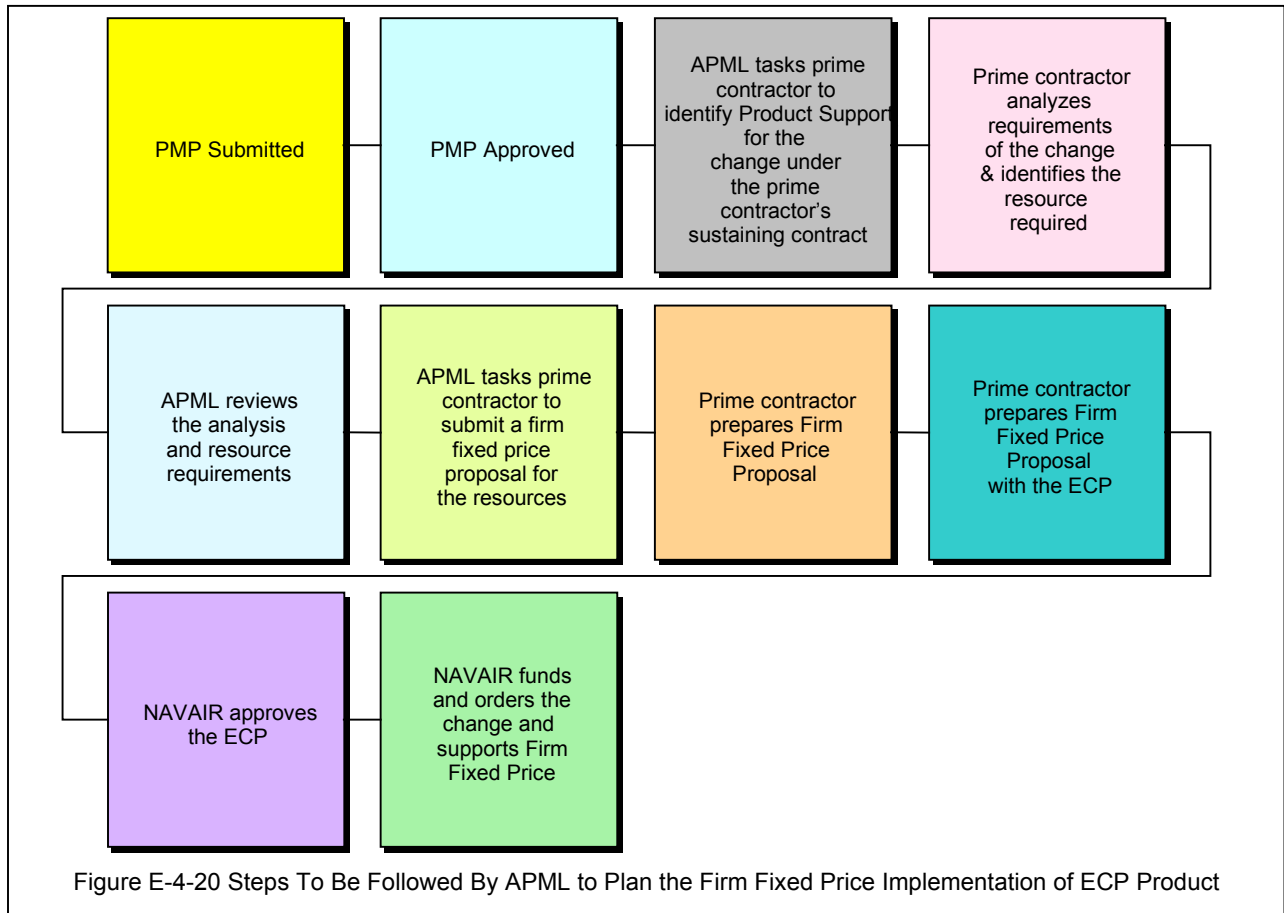 PMP Submitted
PMP Approved
APML tasks prime
contractor to
identify Product Support
for the
change under
the prime
contractor’s
sustaining contract
Prime contractor
analyzes
requirements
of the change
& identifies the
resource
required
APML reviews
the analysis
and resource
requirements
APML tasks prime
contractor to
submit a firm
fixed price
proposal for
the resources
Prime contractor
prepares Firm
Fixed Price
Proposal
Prime contractor
prepares Firm
Fixed Price
Proposal
with the ECP
NAVAIR approves
the ECP
NAVAIR funds
and orders the
change and
supports Firm
Fixed Price
Figure E-4-20 Steps To Be Followed By APML to Plan the Firm Fixed Price Implementation of ECP Product